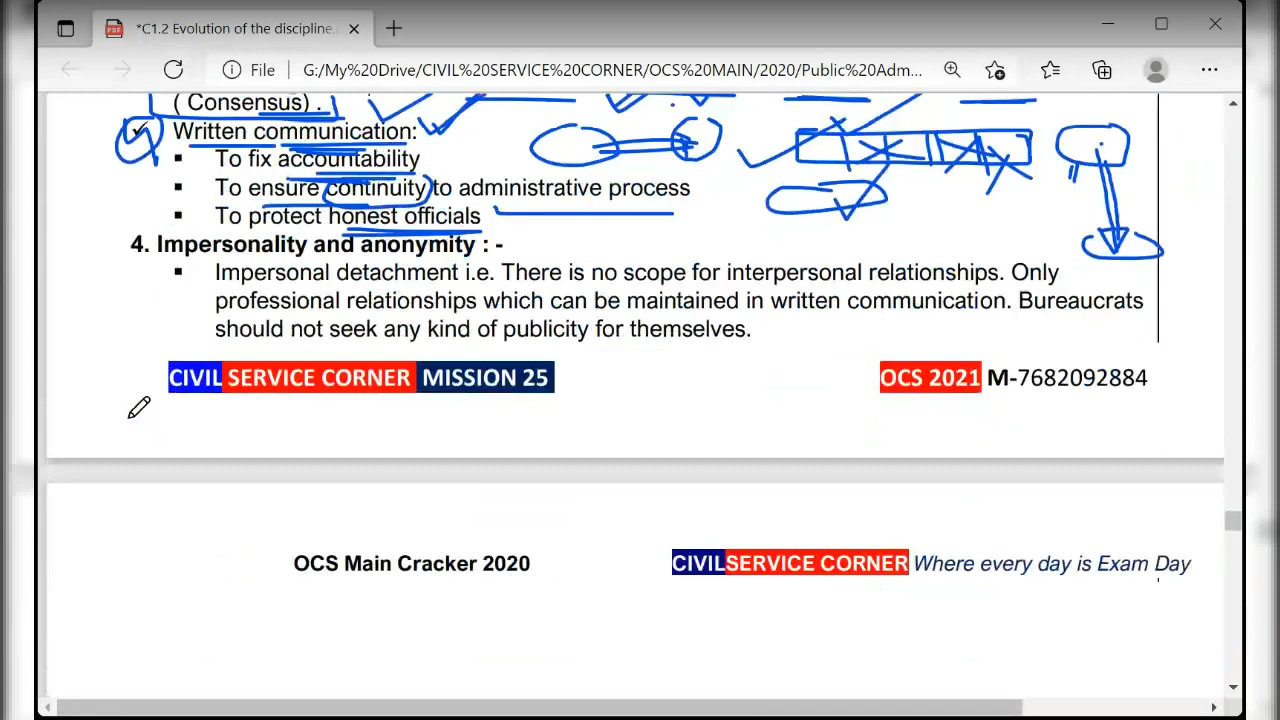 *C1.2 Evolution of the discipline.
File
G:/My%20Drive/CIVIL%20SERVICE%20CORNER/OCS%20MAIN/2020/Public%20Adm...
( Consensus) .
Written communication:
▪ To fix accountability
▪ To ensure continuity to administrative process
▪ To protect honest officials
4. Impersonality and anonymity : -
▪ Impersonal detachment i.e. There is no scope for interpersonal relationships. Only
professional relationships which can be maintained in written communication. Bureaucrats
should not seek any kind of publicity for themselves.
CIVIL SERVICE CORNER MISSION 25
OCS 2021 M-7682092884
OCS Main Cracker 2020
CIVIL SERVICE CORNER Where every day is Exam Day